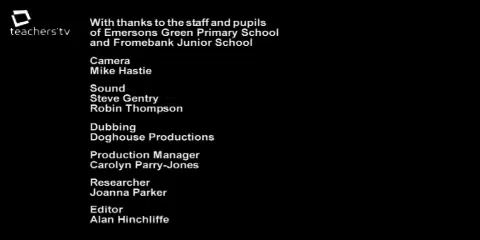 teachers'tv
With thanks to the staff and pupils
of Emersons Green Primary School
and Fromebank Junior School
Camera
Mike Hastie
Sound
Steve Gentry
Robin Thompson
Dubbing
Doghouse Productions
Production Manager
Carolyn Parry-Jones
Researcher
Joanna Parker
Editor
Alan Hinchliffe